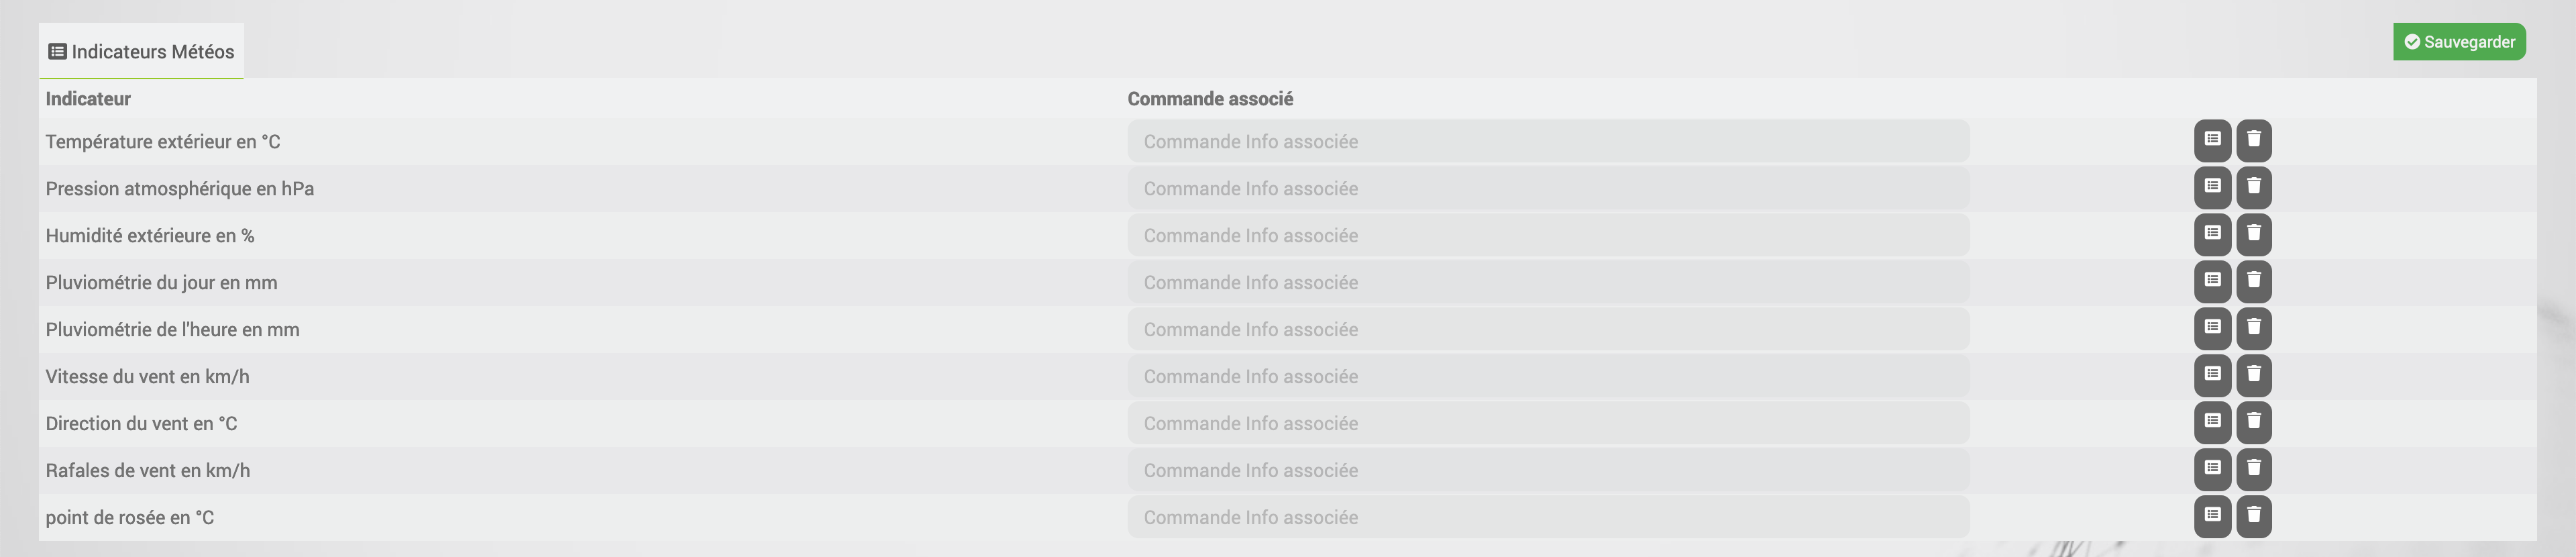 Indicateurs Météos
Sauvegarder
Indicateur Commande associé
Température extérieur en °C Commande Info associée
Pression atmosphérique en hPa Commande Info associée
Humidité extérieure en % Commande Info associée
Pluviométrie du jour en mm Commande Info associée
Pluviométrie de l'heure en mm Commande Info associée
Vitesse du vent en km/h Commande Info associée
Direction du vent en °C Commande Info associée
Rafales de vent en km/h Commande Info associée
point de rosée en °C Commande Info associée